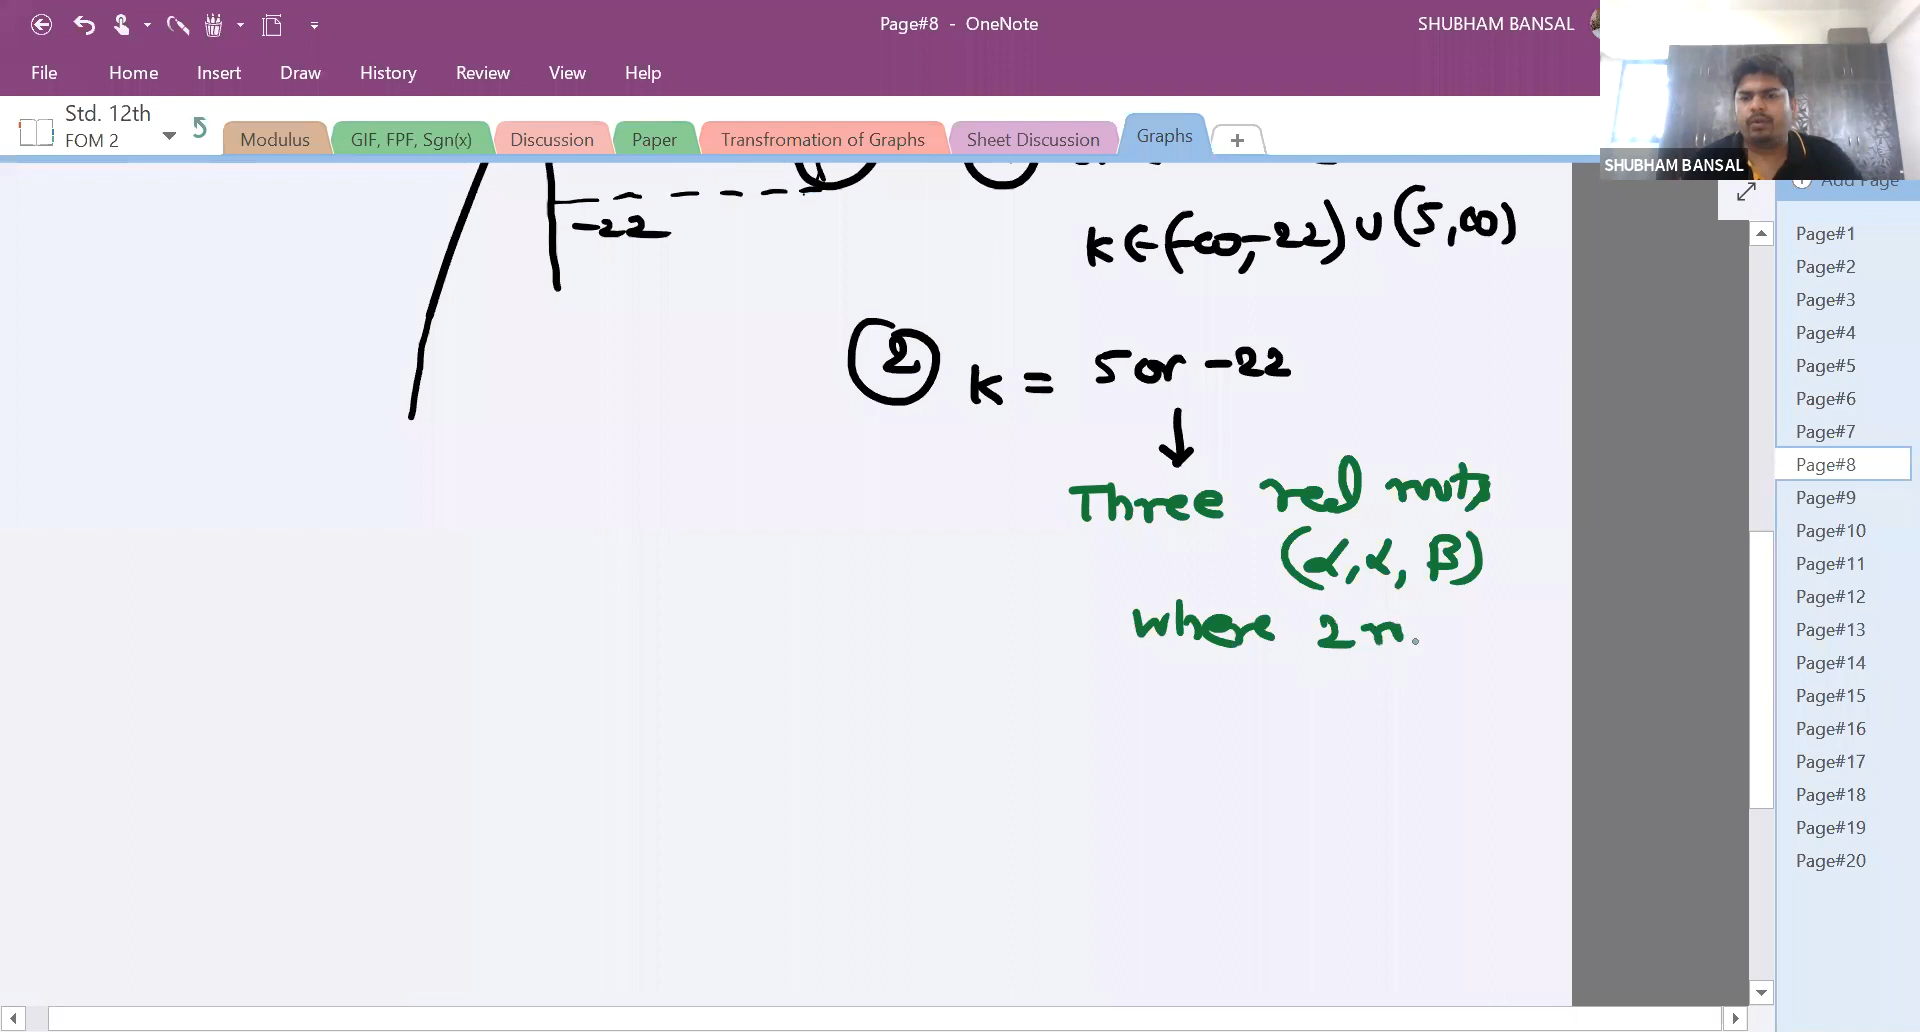 Page#8 - OneNote
SHUBHAM BANSAL
File Home Insert Draw History Review View Help
Std. 12th
FOM 2
Modulus
GIF, FPF, Sgn(x)
Discussion
Paper
Transfromation of Graphs
Sheet Discussion
Graphs
+
SHUBHAM BANSAL
Add Page
-22
K ∈ (-∞, -22) ∪ (5, ∞)
② K = 5 or -22
↓
Three real roots
(α, α, β)
where 2 r
Page#1
Page#2
Page#3
Page#4
Page#5
Page#6
Page#7
Page#8
Page#9
Page#10
Page#11
Page#12
Page#13
Page#14
Page#15
Page#16
Page#17
Page#18
Page#19
Page#20